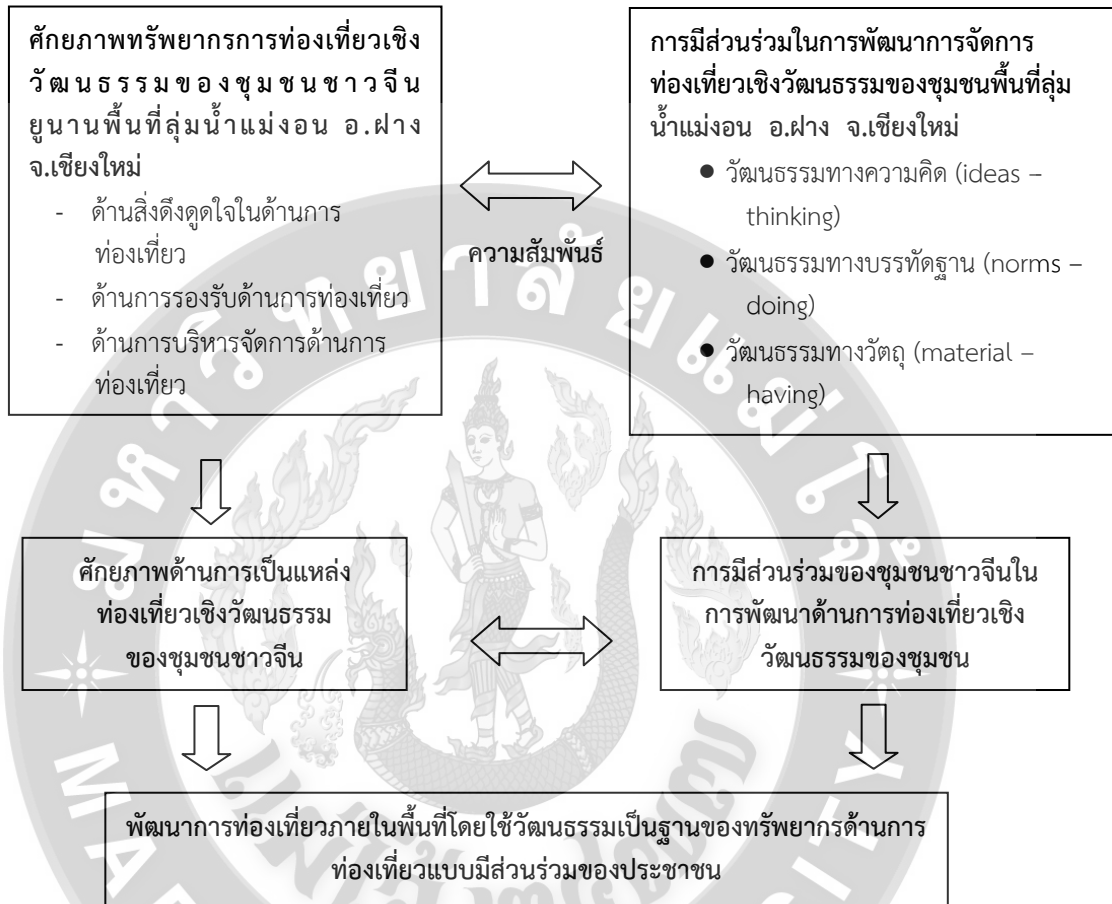 ศักยภาพทรัพยากรการท่องเที่ยวเชิง
วัฒนธรรมของชุมชนชาวจีน
ยูนานพื้นที่ลุ่มน้ำแม่งอน อ.ฝาง
จ.เชียงใหม่
- ด้านสิ่งดึงดูดใจในด้านการ
ท่องเที่ยว
- ด้านการรองรับด้านการท่องเที่ยว
- ด้านการบริหารจัดการด้านการ
ท่องเที่ยว
ความสัมพันธ์
การมีส่วนร่วมในการพัฒนาการจัดการ
ท่องเที่ยวเชิงวัฒนธรรมของชุมชนพื้นที่ลุ่ม
น้ำแม่งอน อ.ฝาง จ.เชียงใหม่
● วัฒนธรรมทางความคิด (ideas –
thinking)
● วัฒนธรรมทางบรรทัดฐาน (norms –
doing)
● วัฒนธรรมทางวัตถุ (material –
having)
ศักยภาพด้านการเป็นแหล่ง
ท่องเที่ยวเชิงวัฒนธรรม
ของชุมชนชาวจีน
การมีส่วนร่วมของชุมชนชาวจีนใน
การพัฒนาด้านการท่องเที่ยวเชิง
วัฒนธรรมของชุมชน
พัฒนาการท่องเที่ยวภายในพื้นที่โดยใช้วัฒนธรรมเป็นฐานของทรัพยากรด้านการ
ท่องเที่ยวแบบมีส่วนร่วมของประชาชน
มหาวิทยาลัยแม่โจ้